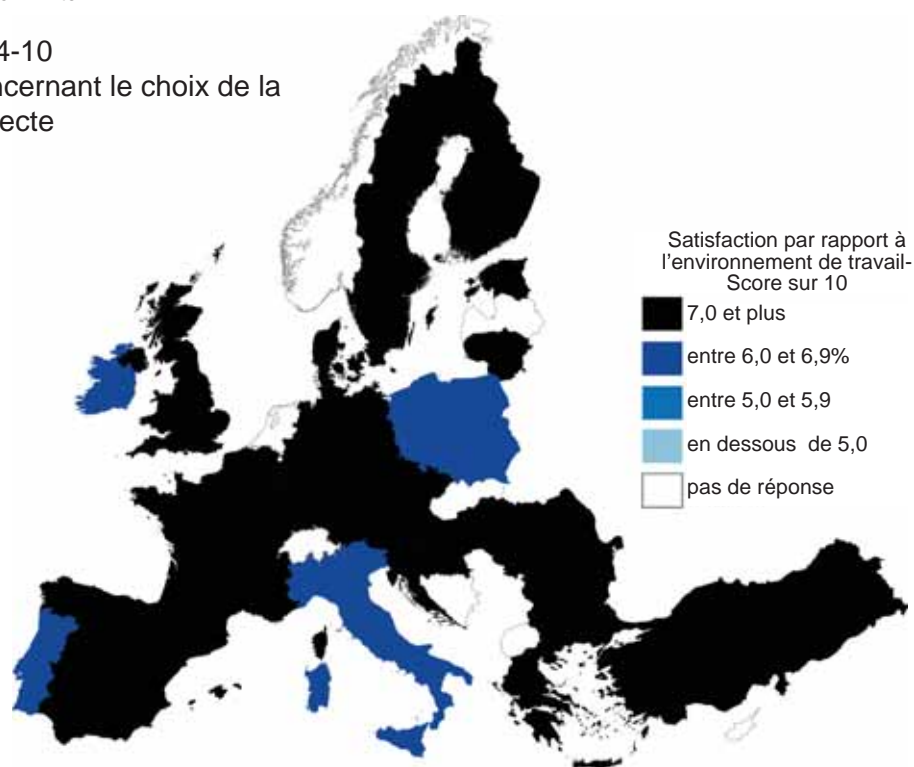 4-10
ncernant le choix de la
ecte
Satisfaction par rapport à
l'environnement de travail-
Score sur 10
7,0 et plus
entre 6,0 et 6,9%
entre 5,0 et 5,9
en dessous de 5,0
pas de réponse